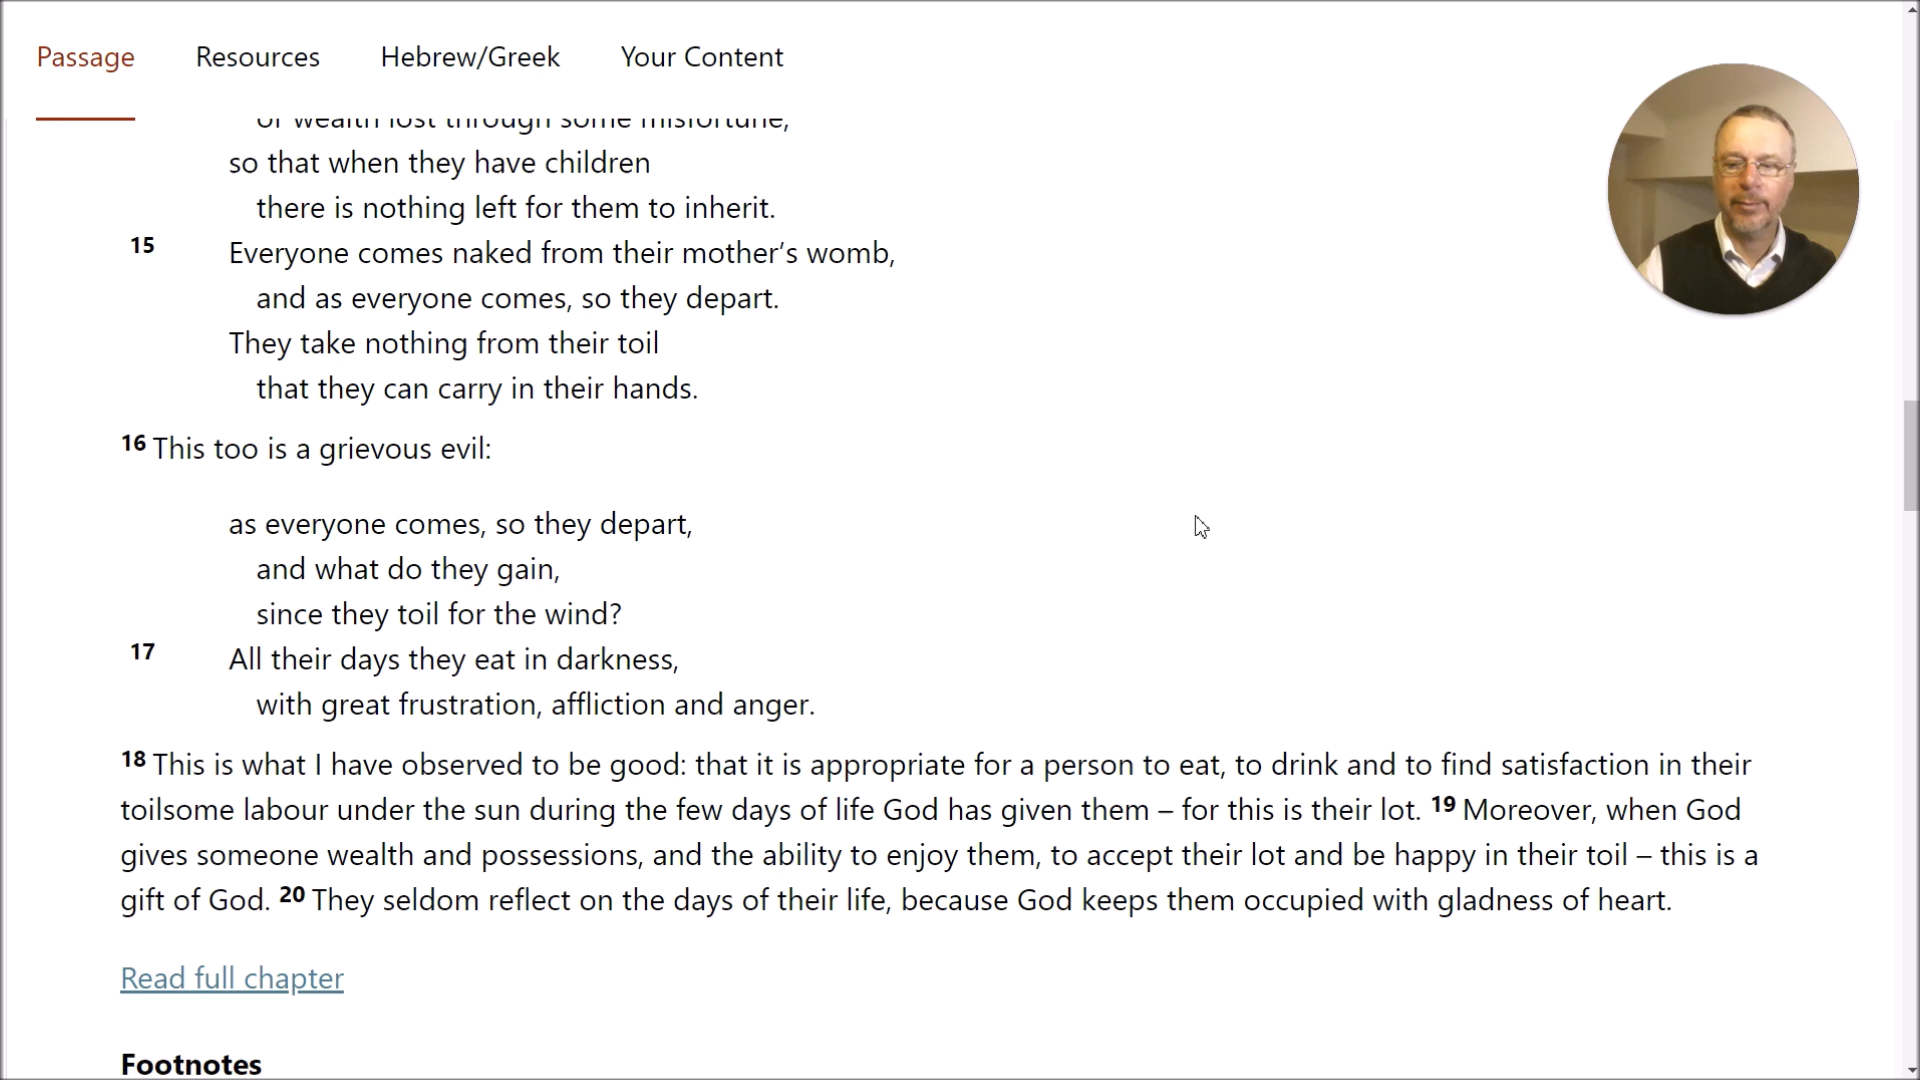 Passage Resources Hebrew/Greek Your Content
or wealth lost through some misfortune,
so that when they have children
there is nothing left for them to inherit.
15 Everyone comes naked from their mother’s womb,
and as everyone comes, so they depart.
They take nothing from their toil
that they can carry in their hands.
16 This too is a grievous evil:
as everyone comes, so they depart,
and what do they gain,
since they toil for the wind?
17 All their days they eat in darkness,
with great frustration, affliction and anger.
18 This is what I have observed to be good: that it is appropriate for a person to eat, to drink and to find satisfaction in their
toilsome labour under the sun during the few days of life God has given them – for this is their lot. 19 Moreover, when God
gives someone wealth and possessions, and the ability to enjoy them, to accept their lot and be happy in their toil – this is a
gift of God. 20 They seldom reflect on the days of their life, because God keeps them occupied with gladness of heart.
Read full chapter
Footnotes